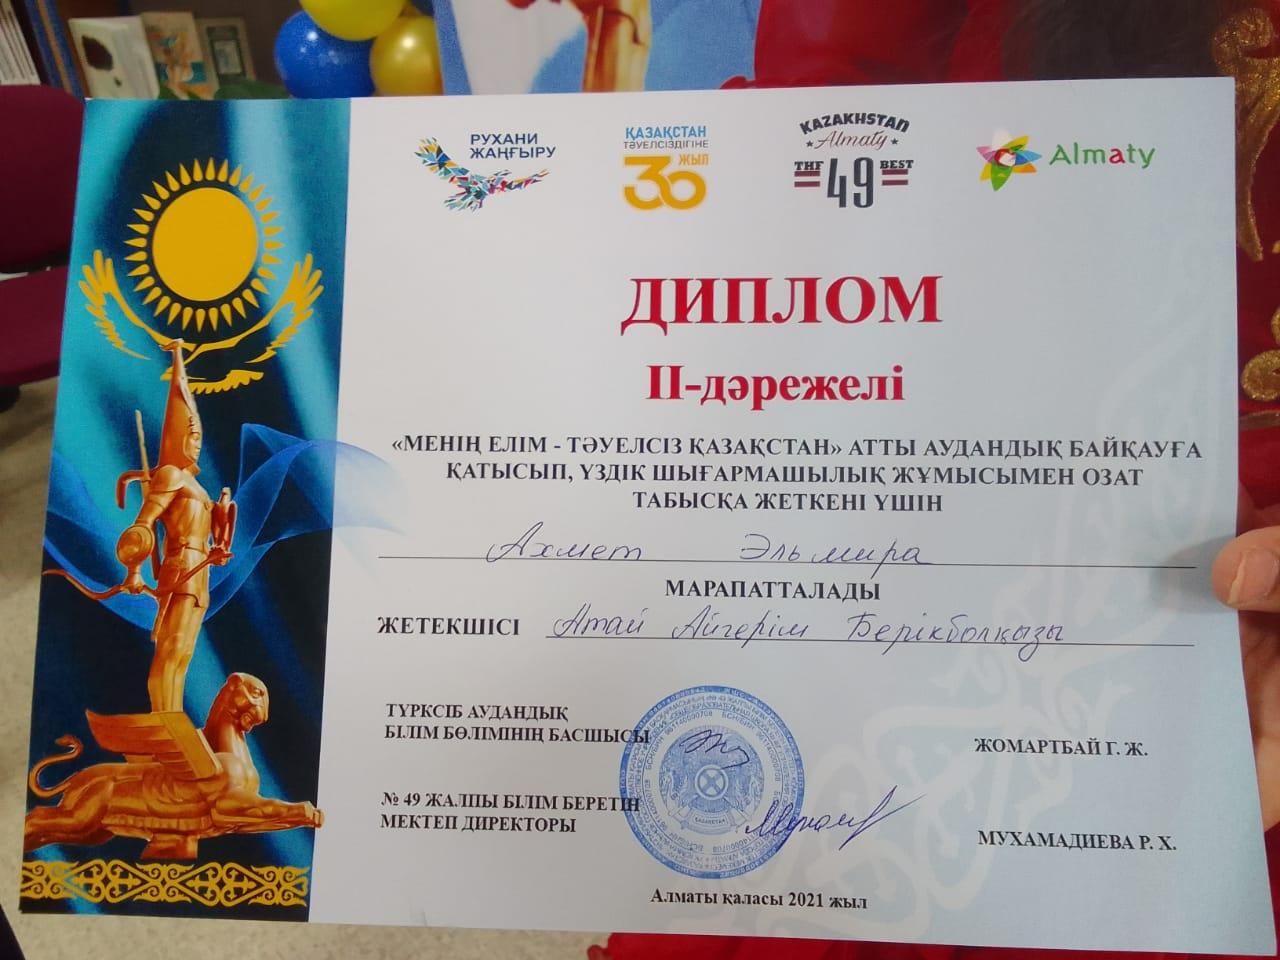 РУХАНИ
ЖАҢҒЫРУ
ҚАЗАҚСТАН
ТӘУЕЛСІЗДІГІНЕ
30 ЖЫЛ
KAZAKHSTAN
Almaty
THE 49 BEST
Almaty
ДИПЛОМ
II-дәрежелі
«МЕНІҢ ЕЛІМ - ТӘУЕЛСІЗ ҚАЗАҚСТАН» АТТЫ АУДАНДЫҚ БАЙҚАУҒА
ҚАТЫСЫП, ҮЗДІК ШЫҒАРМАШЫЛЫҚ ЖҰМЫСЫМЕН ОЗАТ
ТАБЫСҚА ЖЕТКЕНІ ҮШІН
Ахмет Эльмира
МАРАПАТТАЛАДЫ
ЖЕТЕКШІСІ Атай Айгерім Берікболқызы
ТҮРКСІБ АУДАНДЫҚ
БІЛІМ БӨЛІМІНІҢ БАСШЫСЫ
ЖОМАРТБАЙ Г. Ж.
№ 49 ЖАЛПЫ БІЛІМ БЕРЕТІН
МЕКТЕП ДИРЕКТОРЫ
МУХАМАДИЕВА Р. Х.
ҚАЗАҚСТАН
Алматы қаласы 2021 жыл